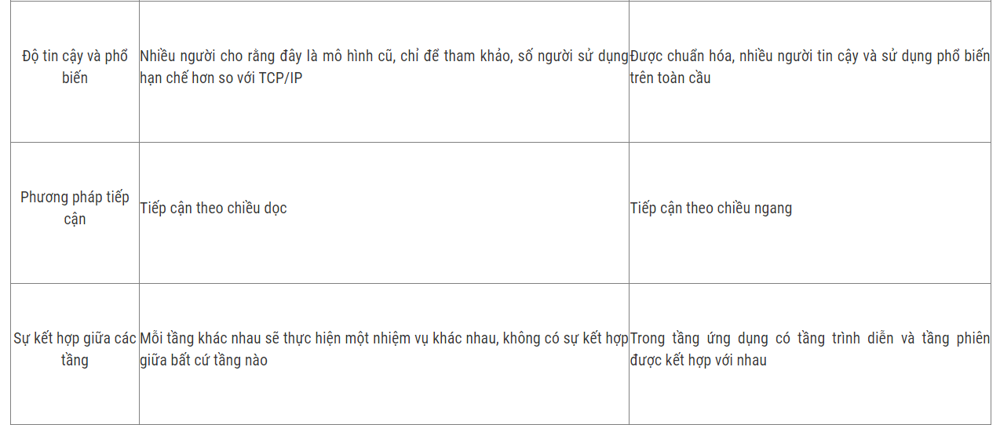 Độ tin cậy và phổ
biến
Nhiều người cho rằng đây là mô hình cũ, chỉ để tham khảo, số người sử dụng
hạn chế hơn so với TCP/IP
Được chuẩn hóa, nhiều người tin cậy và sử dụng phổ biến
trên toàn cầu
Phương pháp tiếp
cận
Tiếp cận theo chiều dọc
Tiếp cận theo chiều ngang
Sự kết hợp giữa các
tầng
Mỗi tầng khác nhau sẽ thực hiện một nhiệm vụ khác nhau, không có sự kết hợp
giữa bất cứ tầng nào
Trong tầng ứng dụng có tầng trình diễn và tầng phiên
được kết hợp với nhau